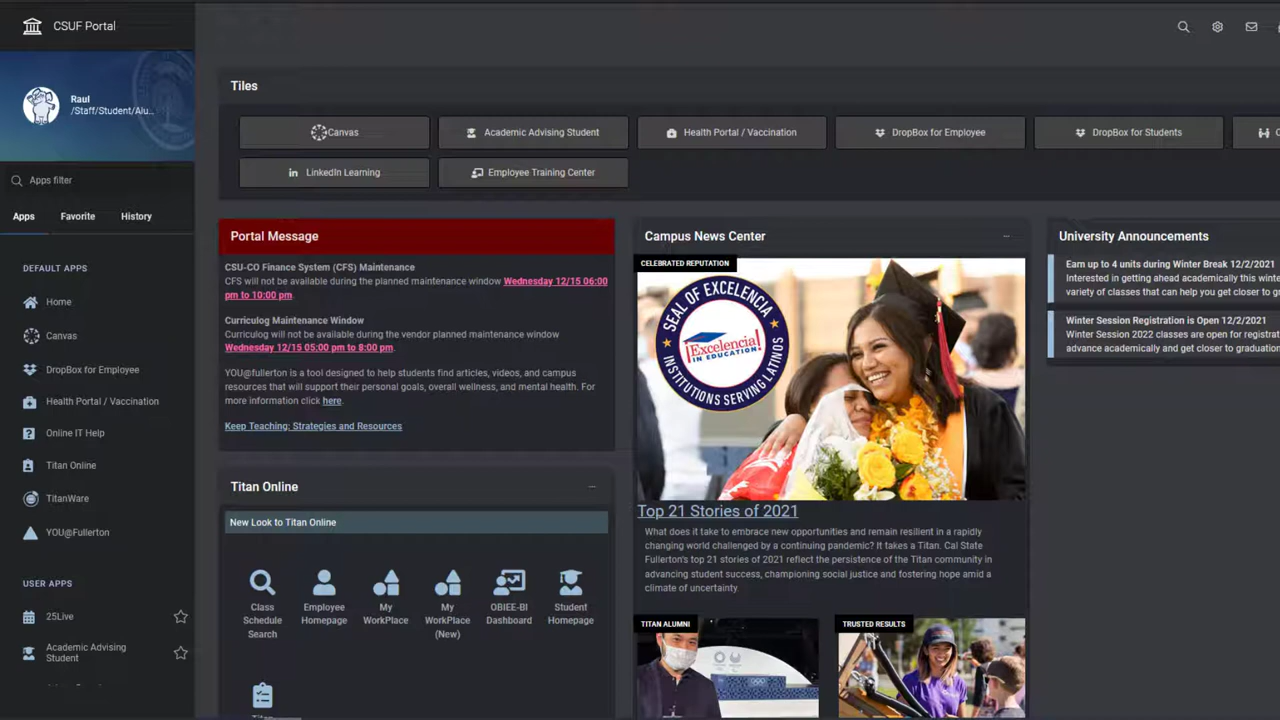 CSUF Portal
Raul
/Staff/Student/Alu...
Apps filter
Apps
Favorite
History
DEFAULT APPS
Home
Canvas
DropBox for Employee
Health Portal / Vaccination
Online IT Help
Titan Online
TitanWare
YOU@Fullerton
USER APPS
25Live
Academic Advising
Student
Tiles
Canvas
Academic Advising Student
Health Portal / Vaccination
DropBox for Employee
DropBox for Students
LinkedIn Learning
Employee Training Center
Portal Message
CSU-CO Finance System (CFS) Maintenance
CFS will not be available during the planned maintenance window Wednesday 12/15 06:00
pm to 10:00 pm.
Curriculog Maintenance Window
Curriculog will not be available during the vendor planned maintenance window
Wednesday 12/15 05:00 pm to 8:00 pm.
YOU@fullerton is a tool designed to help students find articles, videos, and campus
resources that will support their personal goals, overall wellness, and mental health. For
more information click here.
Keep Teaching: Strategies and Resources
Titan Online
New Look to Titan Online
Class
Schedule
Search
Employee
Homepage
My
WorkPlace
My
WorkPlace
(New)
OBIEE-BI
Dashboard
Student
Homepage
Campus News Center
CELEBRATED REPUTATION
SEAL OF EXCELENCIA
Excelencia!
IN EDUCATION
INSTITUTIONS SERVING LATINOS
Top 21 Stories of 2021
What does it take to embrace new opportunities and remain resilient in a rapidly
changing world challenged by a continuing pandemic? It takes a Titan. Cal State
Fullerton's top 21 stories of 2021 reflect the persistence of the Titan community in
advancing student success, championing social justice and fostering hope amid a
climate of uncertainty
TITAN ALUMNI
TRUSTED RESULTS
University Announcements
Earn up to 4 units during Winter Break 12/2/2021
Interested in getting ahead academically this winte
variety of classes that can help you get closer to gr
Winter Session Registration is Open 12/2/2021
Winter Session 2022 classes are open for registrat
advance academically and get closer to graduation